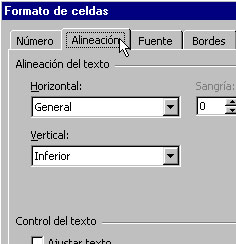 Formato de celdas
Número Alineación Fuente Bordes
Alineación del texto
Horizontal: Sangría:
General 0
Vertical:
Inferior
Control del texto
Ajustar texto